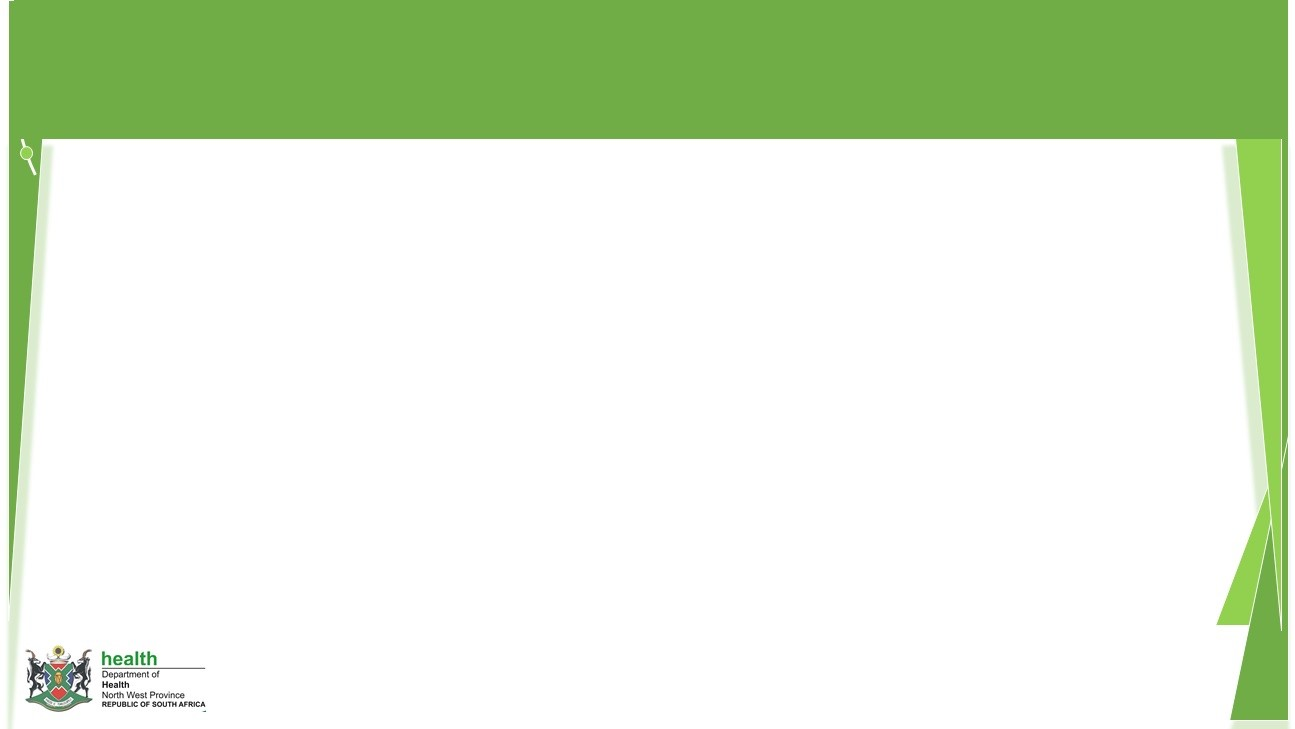 health
Department of
Health
North West Province
REPUBLIC OF SOUTH AFRICA